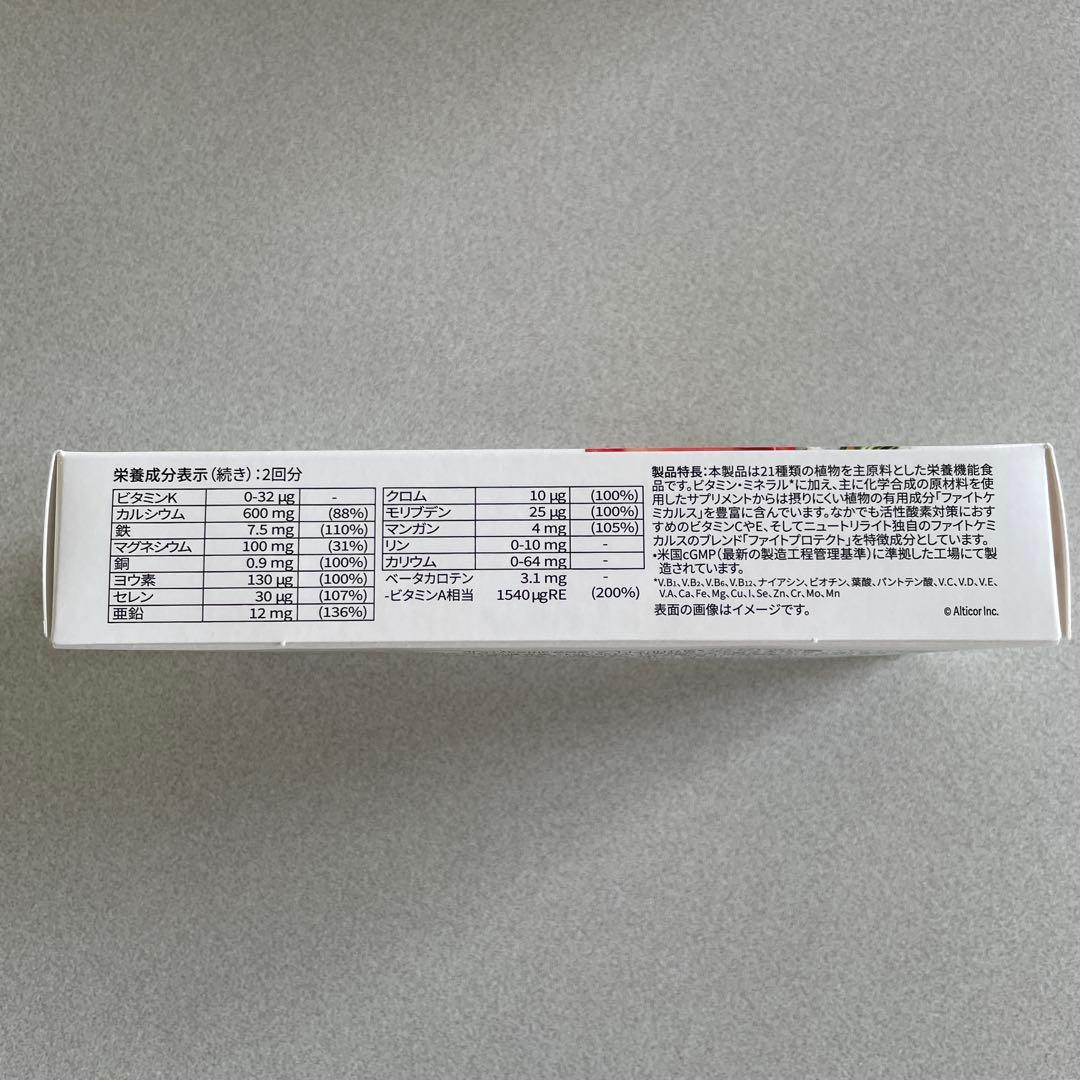 栄養成分表示(続き):2回分
ビタミンK 0-32 µg -
カルシウム 600 mg (88%)
鉄 7.5 mg (110%)
マグネシウム 100 mg (31%)
銅 0.9 mg (100%)
ヨウ素 130 µg (100%)
セレン 30 µg (107%)
亜鉛 12 mg (136%)
クロム 10 µg (100%)
モリブデン 25 µg (100%)
マンガン 4 mg (105%)
リン 0-10 mg -
カリウム 0-64 mg -
ベータカロテン 3.1 mg -
-ビタミンA相当 1540µgRE (200%)
製品特長:本製品は21種類の植物を主原料とした栄養機能食
品です。ビタミン・ミネラル*に加え、主に化学合成の原材料を使
用したサプリメントからは摂りにくい植物の有用成分「ファイトケ
ミカルス」を豊富に含んでいます。なかでも活性酸素対策におす
すめのビタミンCやE、そしてニュートリライト独自のファイトケミ
カルスのブレンド「ファイトプロテクト」を特徴成分としています。
•米国cGMP(最新の製造工程管理基準)に準拠した工場にて製
造されています。
*V.B1、V.B2、V.B6、V.B12、ナイアシン、ビオチン、葉酸、パントテン酸、V.C、V.D、V.E、
V.A、Ca、Fe、Mg、Cu、I、Se、Zn、Cr、Mo、Mn
表面の画像はイメージです。
© Alticor Inc.